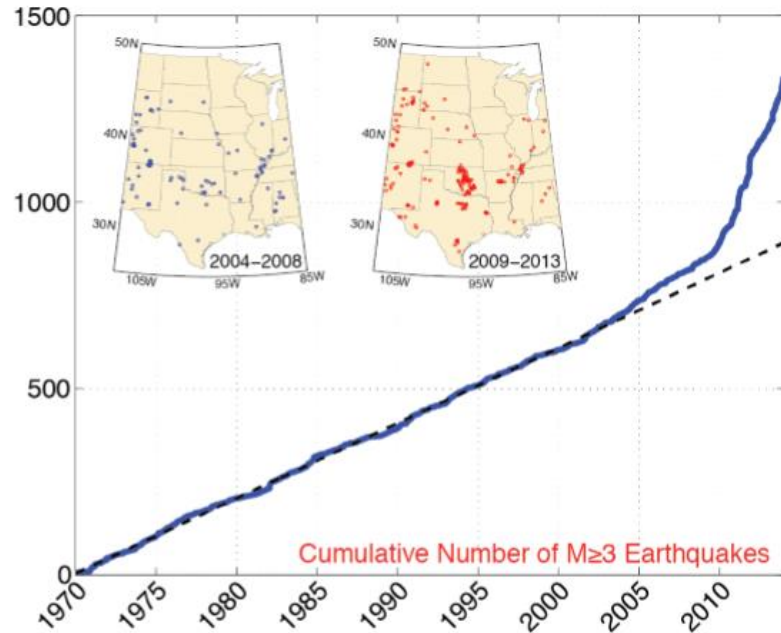 1500
1000
500
0
50N
40N
30N
105W
95W
85W
2004–2008
50N
40N
30N
105W
95W
85W
2009–2013
Cumulative Number of M≥3 Earthquakes
1970
1975
1980
1985
1990
1995
2000
2005
2010